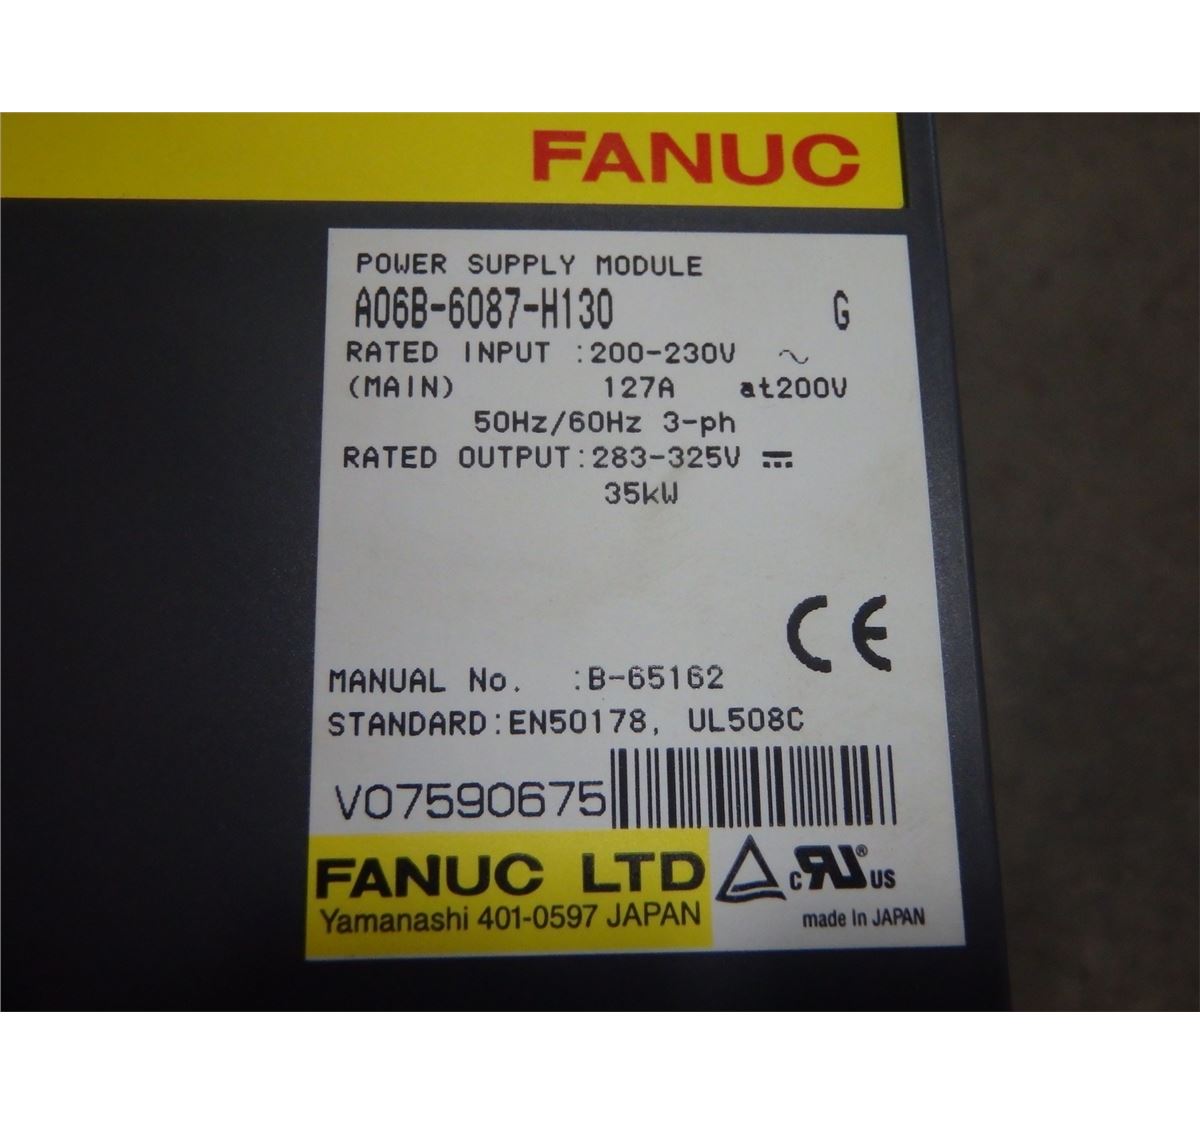 FANUC
POWER SUPPLY MODULE
A06B-6087-H130 G
RATED INPUT :200-230V ~
(MAIN) 127A at200V
50Hz/60Hz 3-ph
RATED OUTPUT:283-325V ⎓
35kW
CE
MANUAL No. :B-65162
STANDARD:EN50178, UL508C
V07590675
FANUC LTD
Yamanashi 401-0597 JAPAN
c RU® US
made In JAPAN